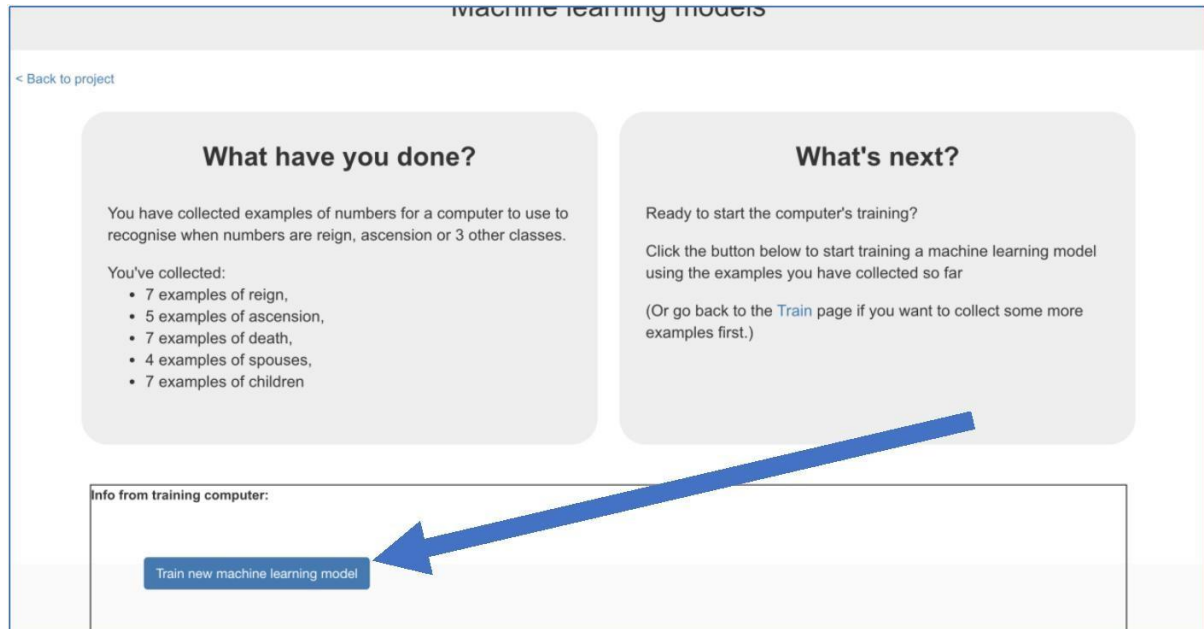 Machine learning models
< Back to project
What have you done?
You have collected examples of numbers for a computer to use to
recognise when numbers are reign, ascension or 3 other classes.
You've collected:
• 7 examples of reign,
• 5 examples of ascension,
• 7 examples of death,
• 4 examples of spouses,
• 7 examples of children
What's next?
Ready to start the computer's training?
Click the button below to start training a machine learning model
using the examples you have collected so far
(Or go back to the Train page if you want to collect some more
examples first.)
Info from training computer:
Train new machine learning model